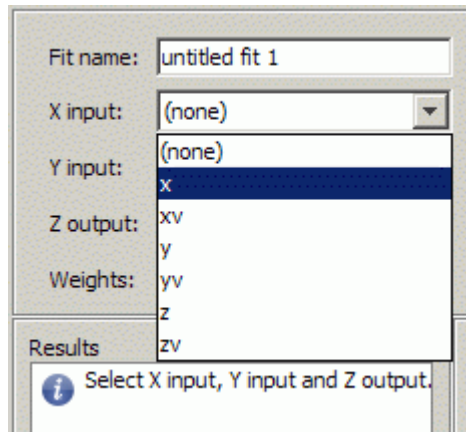 Fit name: untitled fit 1
X input: (none)
(none)
Y input:
x
xv
Z output:
y
Weights:
yv
z
zv
Results
Select X input, Y input and Z output.